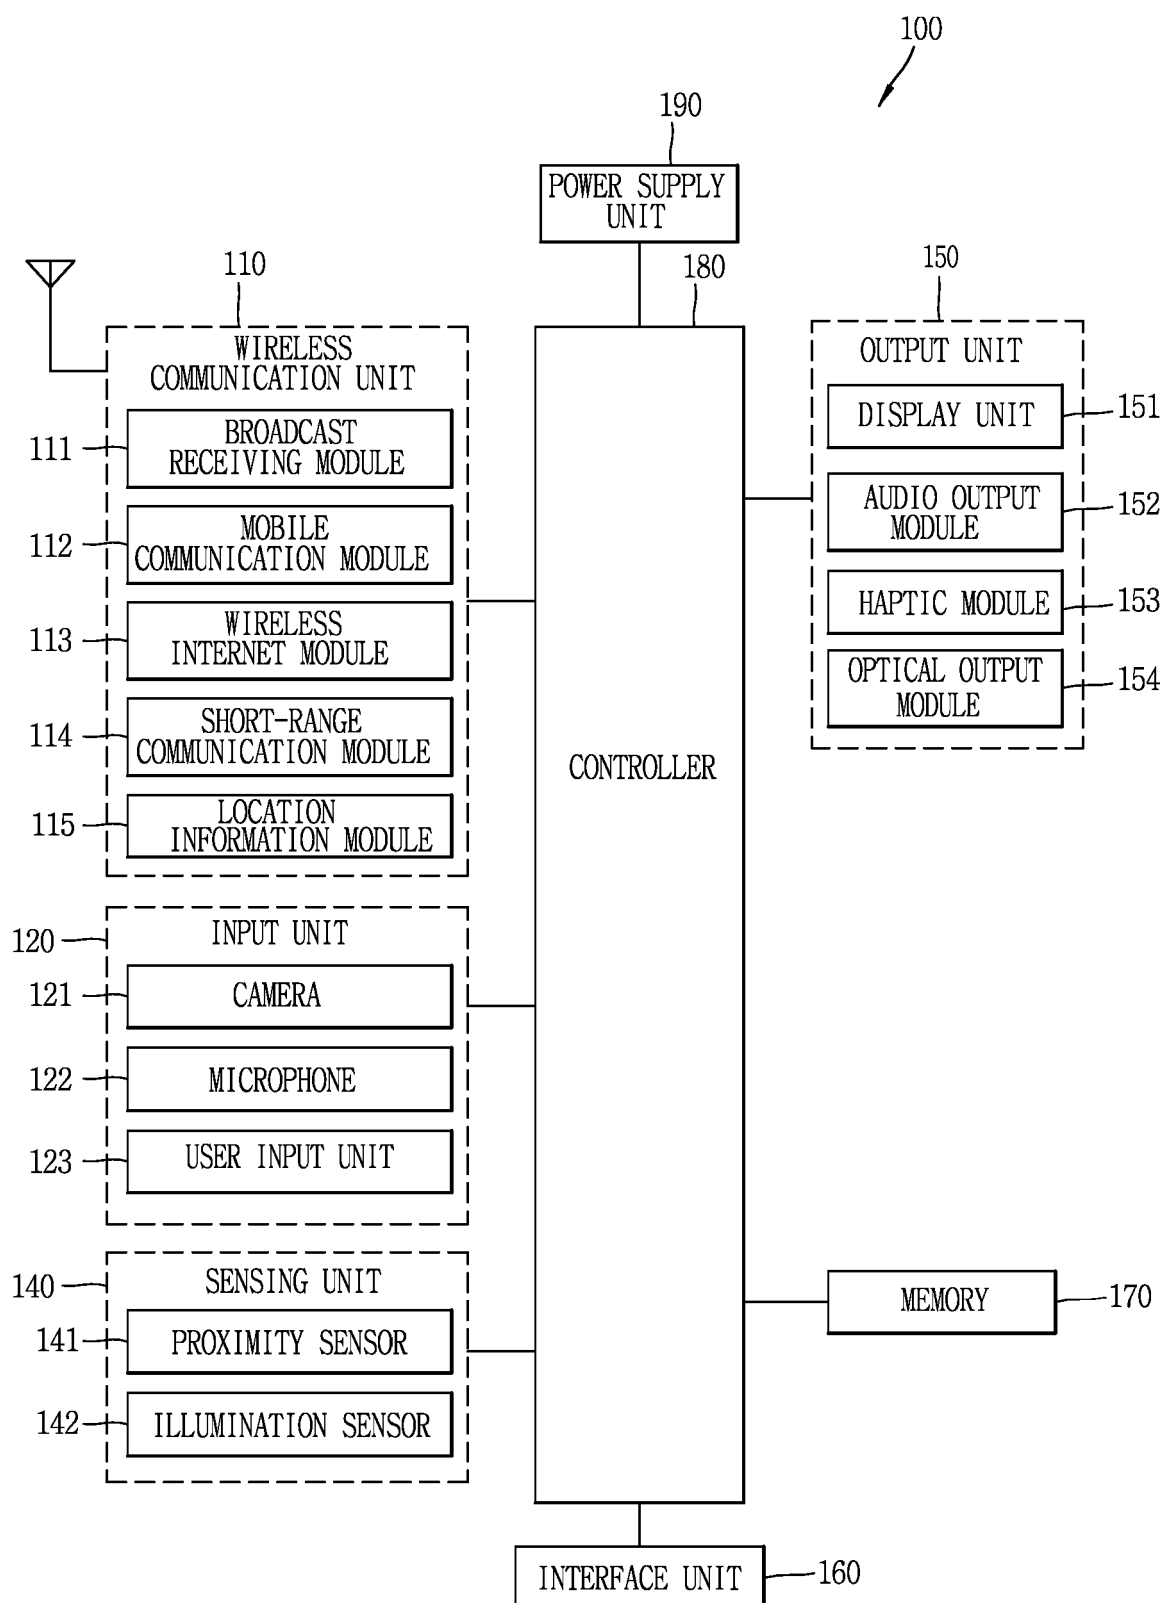 100
190
POWER SUPPLY
UNIT
110
180
150
WIRELESS
COMMUNICATION UNIT
111
BROADCAST
RECEIVING MODULE
112
MOBILE
COMMUNICATION MODULE
113
WIRELESS
INTERNET MODULE
114
SHORT-RANGE
COMMUNICATION MODULE
115
LOCATION
INFORMATION MODULE
120
INPUT UNIT
121
CAMERA
122
MICROPHONE
123
USER INPUT UNIT
140
SENSING UNIT
141
PROXIMITY SENSOR
142
ILLUMINATION SENSOR
CONTROLLER
OUTPUT UNIT
DISPLAY UNIT
151
AUDIO OUTPUT
MODULE
152
HAPTIC MODULE
153
OPTICAL OUTPUT
MODULE
154
MEMORY
170
INTERFACE UNIT
160